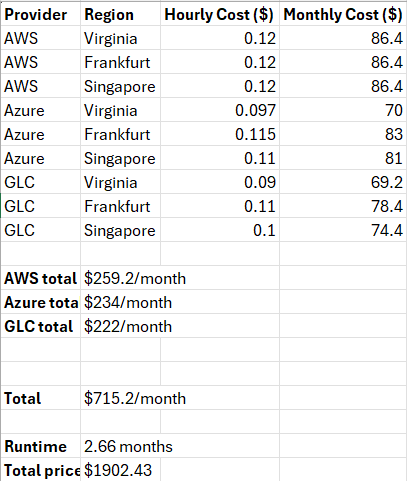 Provider Region Hourly Cost ($) Monthly Cost ($)
AWS Virginia 0.12 86.4
AWS Frankfurt 0.12 86.4
AWS Singapore 0.12 86.4
Azure Virginia 0.097 70
Azure Frankfurt 0.115 83
Azure Singapore 0.11 81
GLC Virginia 0.09 69.2
GLC Frankfurt 0.11 78.4
GLC Singapore 0.1 74.4
AWS total $259.2/month
Azure tota $234/month
GLC total $222/month
Total $715.2/month
Runtime 2.66 months
Total price $1902.43